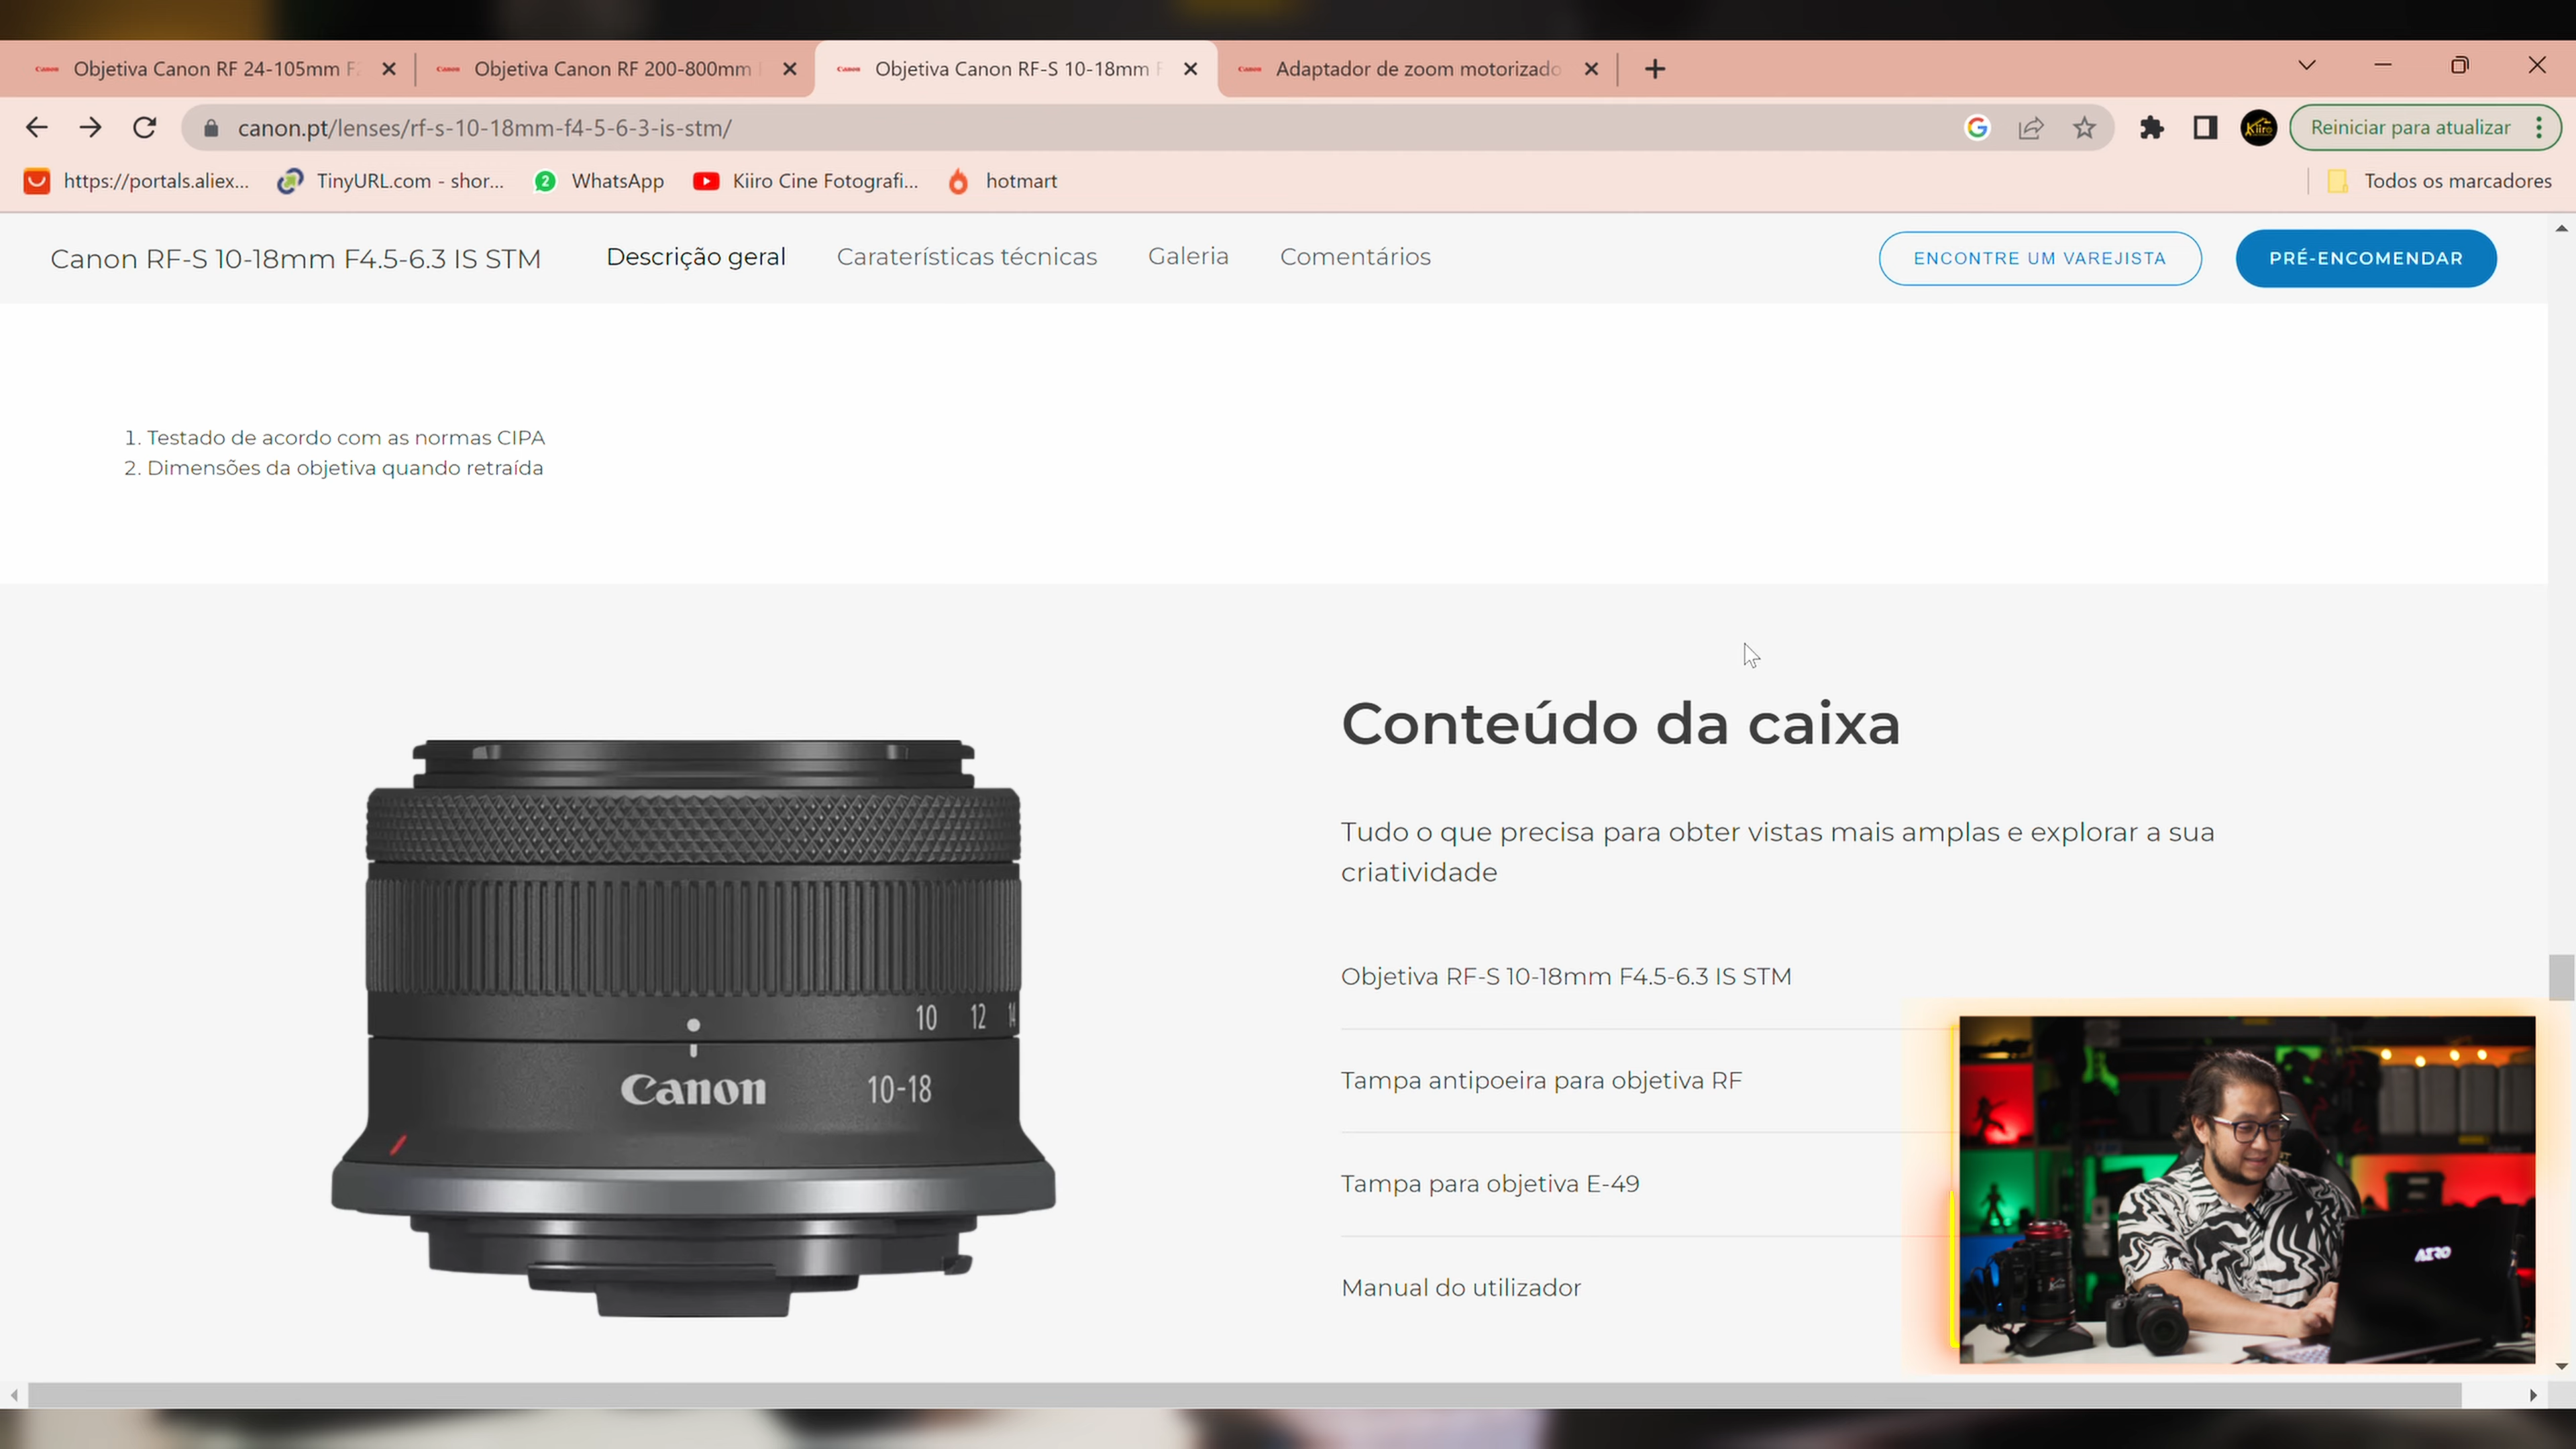 Objetiva Canon RF 24-105mm F
Objetiva Canon RF 200-800mm
Objetiva Canon RF-S 10-18mm F
Adaptador de zoom motorizado
canon.pt/lenses/rf-s-10-18mm-f4-5-6-3-is-stm/
Kiiro
Reiniciar para atualizar
https://portals.aliex...
TinyURL.com - shor...
2
WhatsApp
Kiiro Cine Fotografi...
hotmart
Todos os marcadores
Canon RF-S 10-18mm F4.5-6.3 IS STM
Descrição geral
Caraterísticas técnicas
Galeria
Comentários
ENCONTRE UM VAREJISTA
PRÉ-ENCOMENDAR
1. Testado de acordo com as normas CIPA
2. Dimensões da objetiva quando retraída
Conteúdo da caixa
Tudo o que precisa para obter vistas mais amplas e explorar a sua
criatividade
Objetiva RF-S 10-18mm F4.5-6.3 IS STM
Tampa antipoeira para objetiva RF
Tampa para objetiva E-49
Manual do utilizador
10 12 14
Canon 10-18